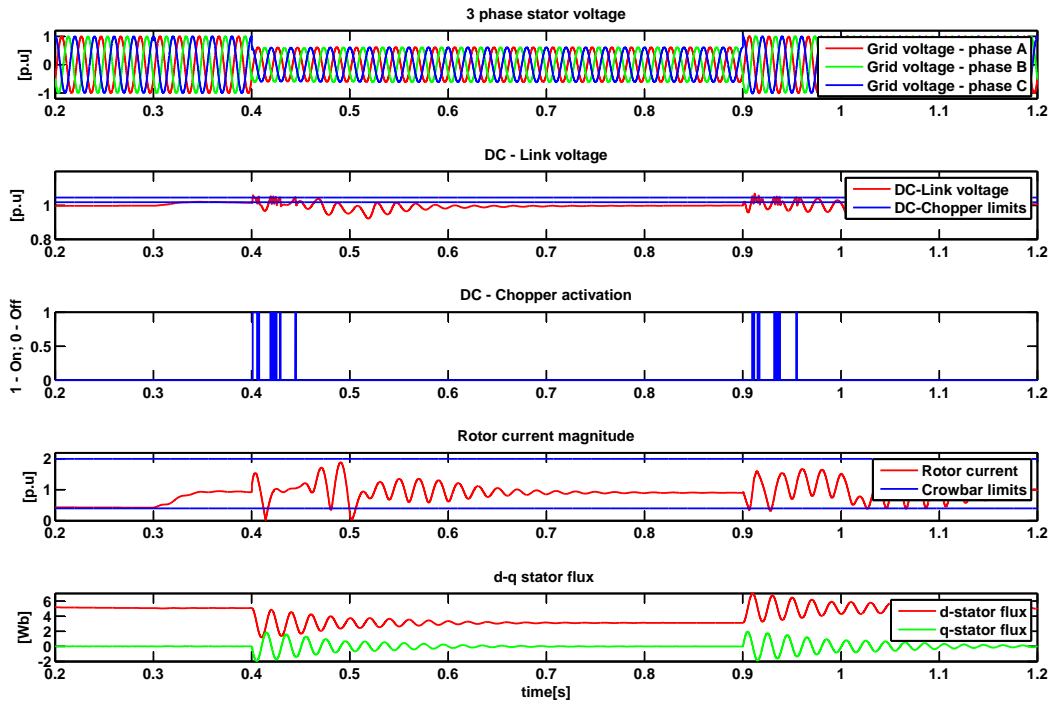 3 phase stator voltage
[p.u]
1
0
-1
Grid voltage - phase A
Grid voltage - phase B
Grid voltage - phase C
0.2 0.3 0.4 0.5 0.6 0.7 0.8 0.9 1 1.1 1.2
DC - Link voltage
[p.u]
1
0.8
DC-Link voltage
DC-Chopper limits
0.2 0.3 0.4 0.5 0.6 0.7 0.8 0.9 1 1.1 1.2
DC - Chopper activation
1 - On; 0 - Off
1
0.5
0
0.2 0.3 0.4 0.5 0.6 0.7 0.8 0.9 1 1.1 1.2
Rotor current magnitude
[p.u]
2
1
0
Rotor current
Crowbar limits
0.2 0.3 0.4 0.5 0.6 0.7 0.8 0.9 1 1.1 1.2
d-q stator flux
[Wb]
6
4
2
0
-2
d-stator flux
q-stator flux
0.2 0.3 0.4 0.5 0.6 0.7 0.8 0.9 1 1.1 1.2
time[s]